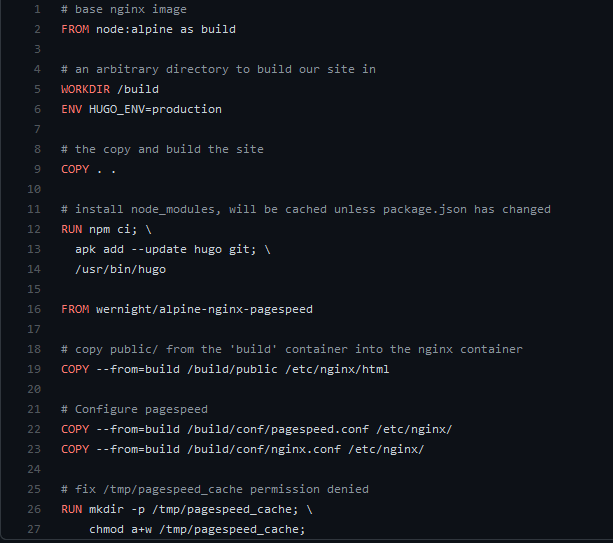 1 # base nginx image
2 FROM node:alpine as build
3
4 # an arbitrary directory to build our site in
5 WORKDIR /build
6 ENV HUGO_ENV=production
7
8 # the copy and build the site
9 COPY . .
10
11 # install node_modules, will be cached unless package.json has changed
12 RUN npm ci; \
13   apk add --update hugo git; \
14   /usr/bin/hugo
15
16 FROM wernight/alpine-nginx-pagespeed
17
18 # copy public/ from the 'build' container into the nginx container
19 COPY --from=build /build/public /etc/nginx/html
20
21 # Configure pagespeed
22 COPY --from=build /build/conf/pagespeed.conf /etc/nginx/
23 COPY --from=build /build/conf/nginx.conf /etc/nginx/
24
25 # fix /tmp/pagespeed_cache permission denied
26 RUN mkdir -p /tmp/pagespeed_cache; \
27     chmod a+w /tmp/pagespeed_cache;